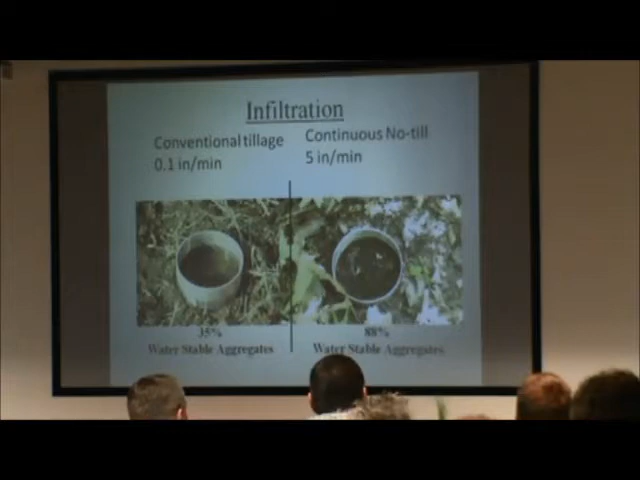 Infiltration
Conventional tillage
0.1 in/min
Continuous No-till
5 in/min
35%
Water Stable Aggregates
88%
Water Stable Aggregates